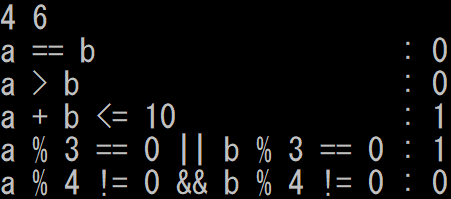 4 6
a == b : 0
a > b : 0
a + b <= 10 : 1
a % 3 == 0 || b % 3 == 0 : 1
a % 4 != 0 && b % 4 != 0 : 0